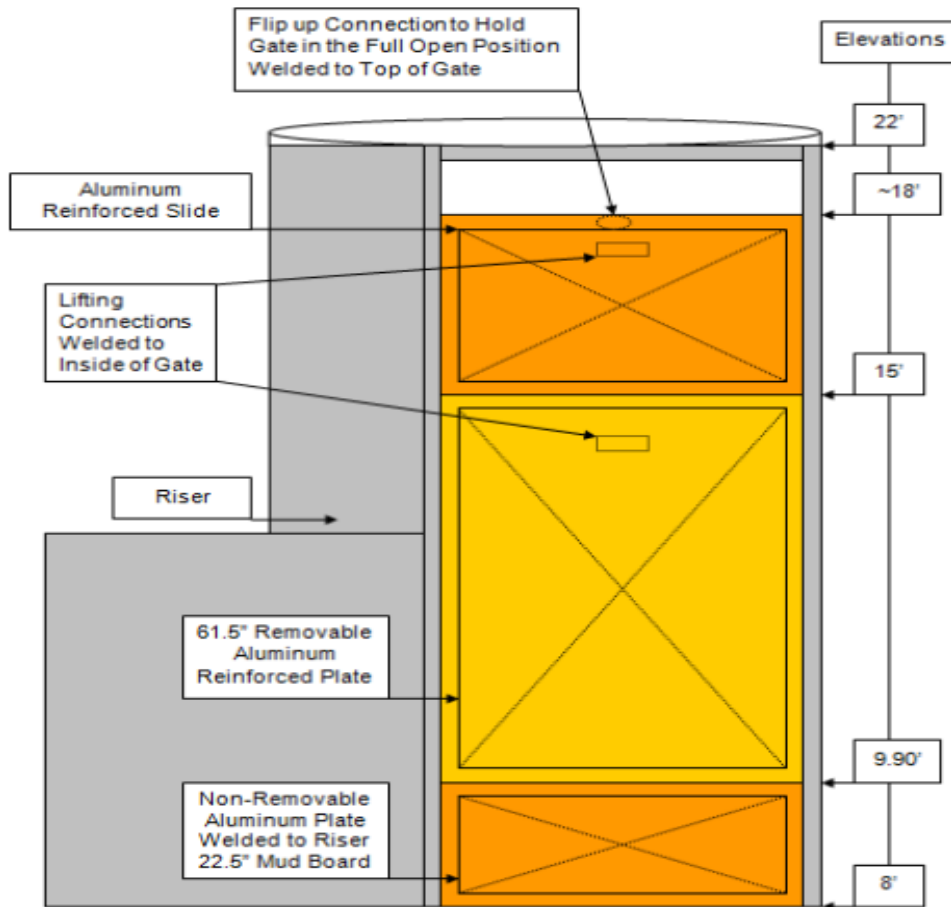 Flip up Connection to Hold
Gate in the Full Open Position
Welded to Top of Gate
Elevations
22'
~18'
Aluminum
Reinforced Slide
Lifting
Connections
Welded to
Inside of Gate
15'
Riser
61.5" Removable
Aluminum
Reinforced Plate
9.90'
Non-Removable
Aluminum Plate
Welded to Riser
22.5" Mud Board
8'